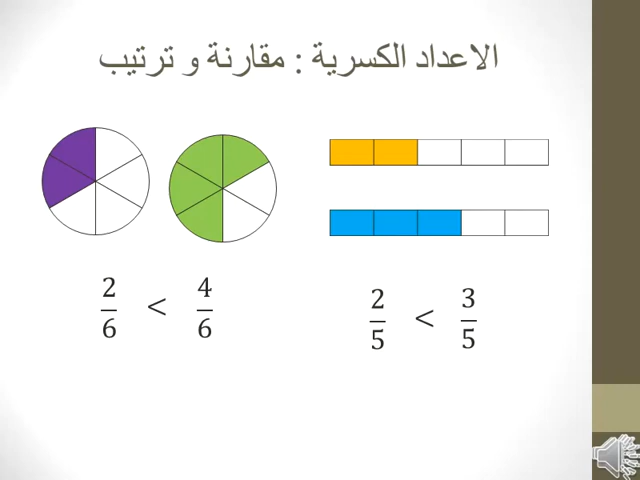 الاعداد الكسرية : مقارنة و ترتيب
2/6 < 4/6
2/5 < 3/5